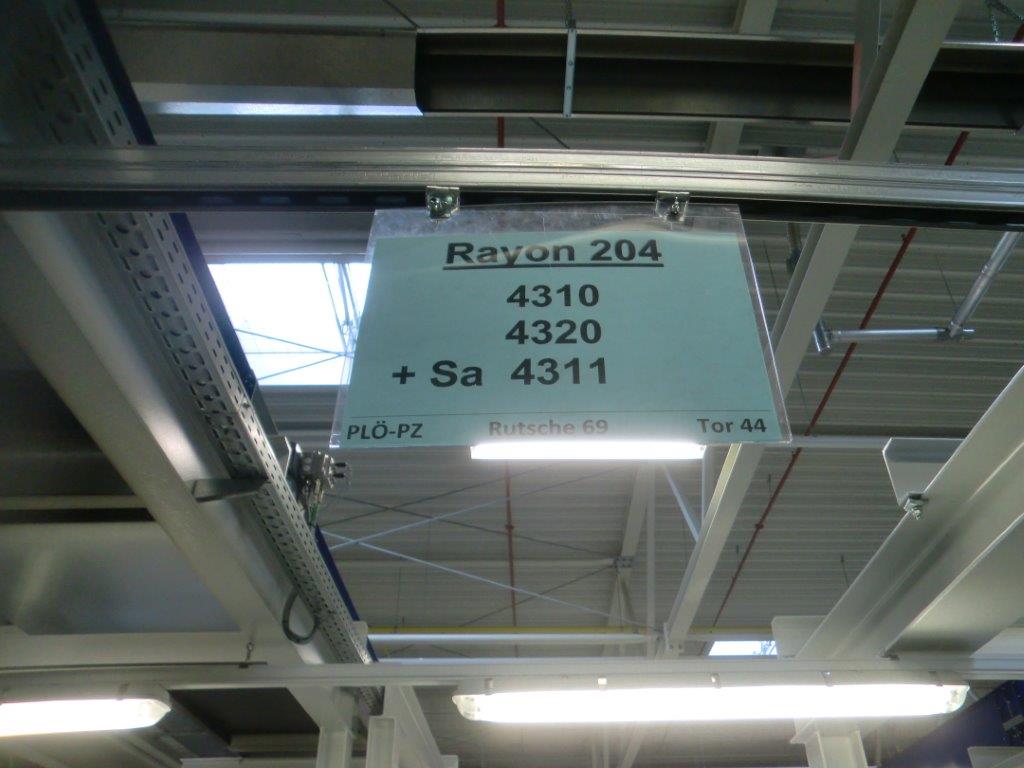 Rayon 204
4310
4320
+ Sa 4311
PLÖ-PZ Rutsche 69 Tor 44